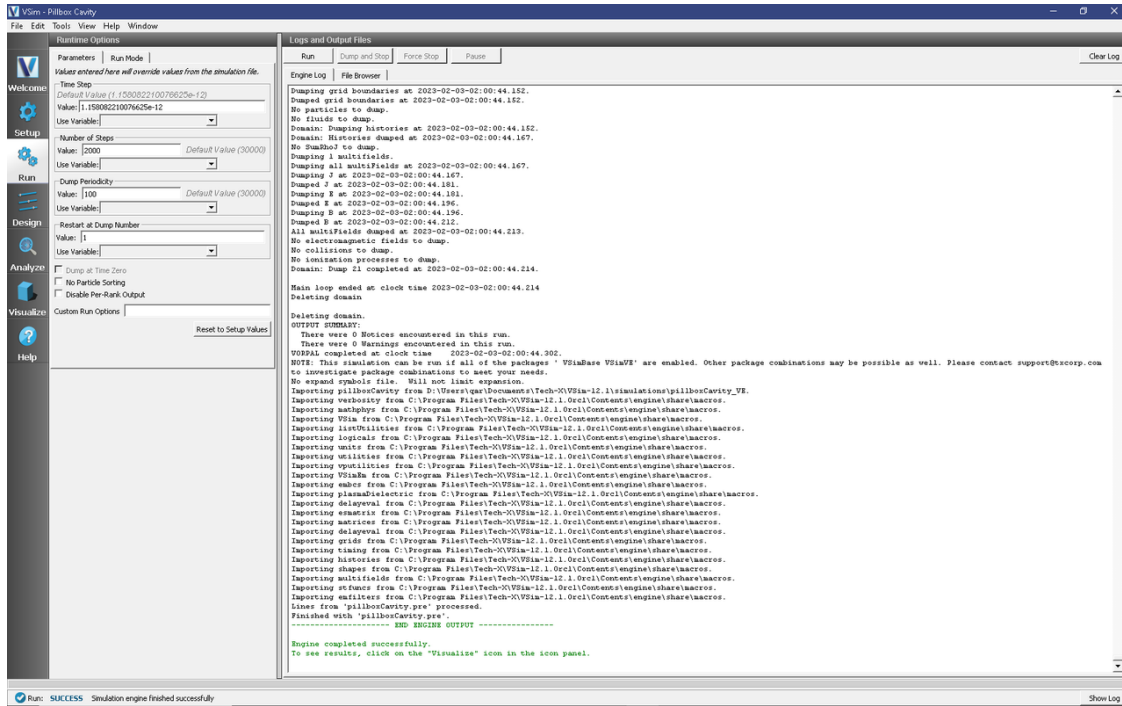 VSim - Pillbox Cavity
File Edit Tools View Help Window
Welcome
Setup
Run
Design
Analyze
Visualize
Help
Runtime Options
Parameters Run Mode
Values entered here will override values from the simulation file.
Time Step
Default Value (1.158082210076625e-12)
Value: 1.158082210076625e-12
Use Variable:
Number of Steps
Value: 2000 Default Value (30000)
Use Variable:
Dump Periodicity
Value: 100 Default Value (30000)
Use Variable:
Restart at Dump Number
Value: 1
Use Variable:
Dump at Time Zero
No Particle Sorting
Disable Per-Rank Output
Custom Run Options
Reset to Setup Values
Logs and Output Files
Run Dump and Stop Force Stop Pause Clear Log
Engine Log File Browser
Dumping grid boundaries at 2023-02-03-02:00:44.152.
Dumped grid boundaries at 2023-02-03-02:00:44.152.
No particles to dump.
No fluids to dump.
Domain: Dumping histories at 2023-02-03-02:00:44.152.
Domain: Histories dumped at 2023-02-03-02:00:44.167.
No SumRhoJ to dump.
Dumping 1 multifields.
Dumping all multiFields at 2023-02-03-02:00:44.167.
Dumping J at 2023-02-03-02:00:44.167.
Dumped J at 2023-02-03-02:00:44.181.
Dumping E at 2023-02-03-02:00:44.181.
Dumped E at 2023-02-03-02:00:44.196.
Dumping B at 2023-02-03-02:00:44.196.
Dumped B at 2023-02-03-02:00:44.212.
All multiFields dumped at 2023-02-03-02:00:44.213.
No electromagnetic fields to dump.
No collisions to dump.
No ionization processes to dump.
Domain: Dump 21 completed at 2023-02-03-02:00:44.214.
Main loop ended at clock time 2023-02-03-02:00:44.214
Deleting domain
Deleting domain.
OUTPUT SUMMARY:
There were 0 Notices encountered in this run.
There were 0 Warnings encountered in this run.
VORPAL completed at clock time 2023-02-03-02:00:44.302.
NOTE: This simulation can be run if all of the packages ' VSimBase VSimVE' are enabled. Other package combinations may be possible as well. Please contact support@txcorp.com
to investigate package combinations to meet your needs.
No expand symbols file. Will not limit expansion.
Importing pillboxCavity from D:\Users\qar\Documents\Tech-X\VSim-12.1\simulations\pillboxCavity_VE.
Importing verbosity from C:\Program Files\Tech-X\VSim-12.1.0rc1\Contents\engine\share\macros.
Importing mathphys from C:\Program Files\Tech-X\VSim-12.1.0rc1\Contents\engine\share\macros.
Importing VSim from C:\Program Files\Tech-X\VSim-12.1.0rc1\Contents\engine\share\macros.
Importing listUtilities from C:\Program Files\Tech-X\VSim-12.1.0rc1\Contents\engine\share\macros.
Importing logicals from C:\Program Files\Tech-X\VSim-12.1.0rc1\Contents\engine\share\macros.
Importing units from C:\Program Files\Tech-X\VSim-12.1.0rc1\Contents\engine\share\macros.
Importing utilities from C:\Program Files\Tech-X\VSim-12.1.0rc1\Contents\engine\share\macros.
Importing vputilities from C:\Program Files\Tech-X\VSim-12.1.0rc1\Contents\engine\share\macros.
Importing VSimEm from C:\Program Files\Tech-X\VSim-12.1.0rc1\Contents\engine\share\macros.
Importing embcs from C:\Program Files\Tech-X\VSim-12.1.0rc1\Contents\engine\share\macros.
Importing plasmaDielectric from C:\Program Files\Tech-X\VSim-12.1.0rc1\Contents\engine\share\macros.
Importing delayeval from C:\Program Files\Tech-X\VSim-12.1.0rc1\Contents\engine\share\macros.
Importing esmatrix from C:\Program Files\Tech-X\VSim-12.1.0rc1\Contents\engine\share\macros.
Importing matrices from C:\Program Files\Tech-X\VSim-12.1.0rc1\Contents\engine\share\macros.
Importing delayeval from C:\Program Files\Tech-X\VSim-12.1.0rc1\Contents\engine\share\macros.
Importing grids from C:\Program Files\Tech-X\VSim-12.1.0rc1\Contents\engine\share\macros.
Importing timing from C:\Program Files\Tech-X\VSim-12.1.0rc1\Contents\engine\share\macros.
Importing histories from C:\Program Files\Tech-X\VSim-12.1.0rc1\Contents\engine\share\macros.
Importing shapes from C:\Program Files\Tech-X\VSim-12.1.0rc1\Contents\engine\share\macros.
Importing multifields from C:\Program Files\Tech-X\VSim-12.1.0rc1\Contents\engine\share\macros.
Importing stfuncs from C:\Program Files\Tech-X\VSim-12.1.0rc1\Contents\engine\share\macros.
Importing emfilters from C:\Program Files\Tech-X\VSim-12.1.0rc1\Contents\engine\share\macros.
Lines from 'pillboxCavity.pre' processed.
Finished with 'pillboxCavity.pre'.
--------------------- END ENGINE OUTPUT ----------------
Engine completed successfully.
To see results, click on the "Visualize" icon in the icon panel.
Run: SUCCESS Simulation engine finished successfully Show Log